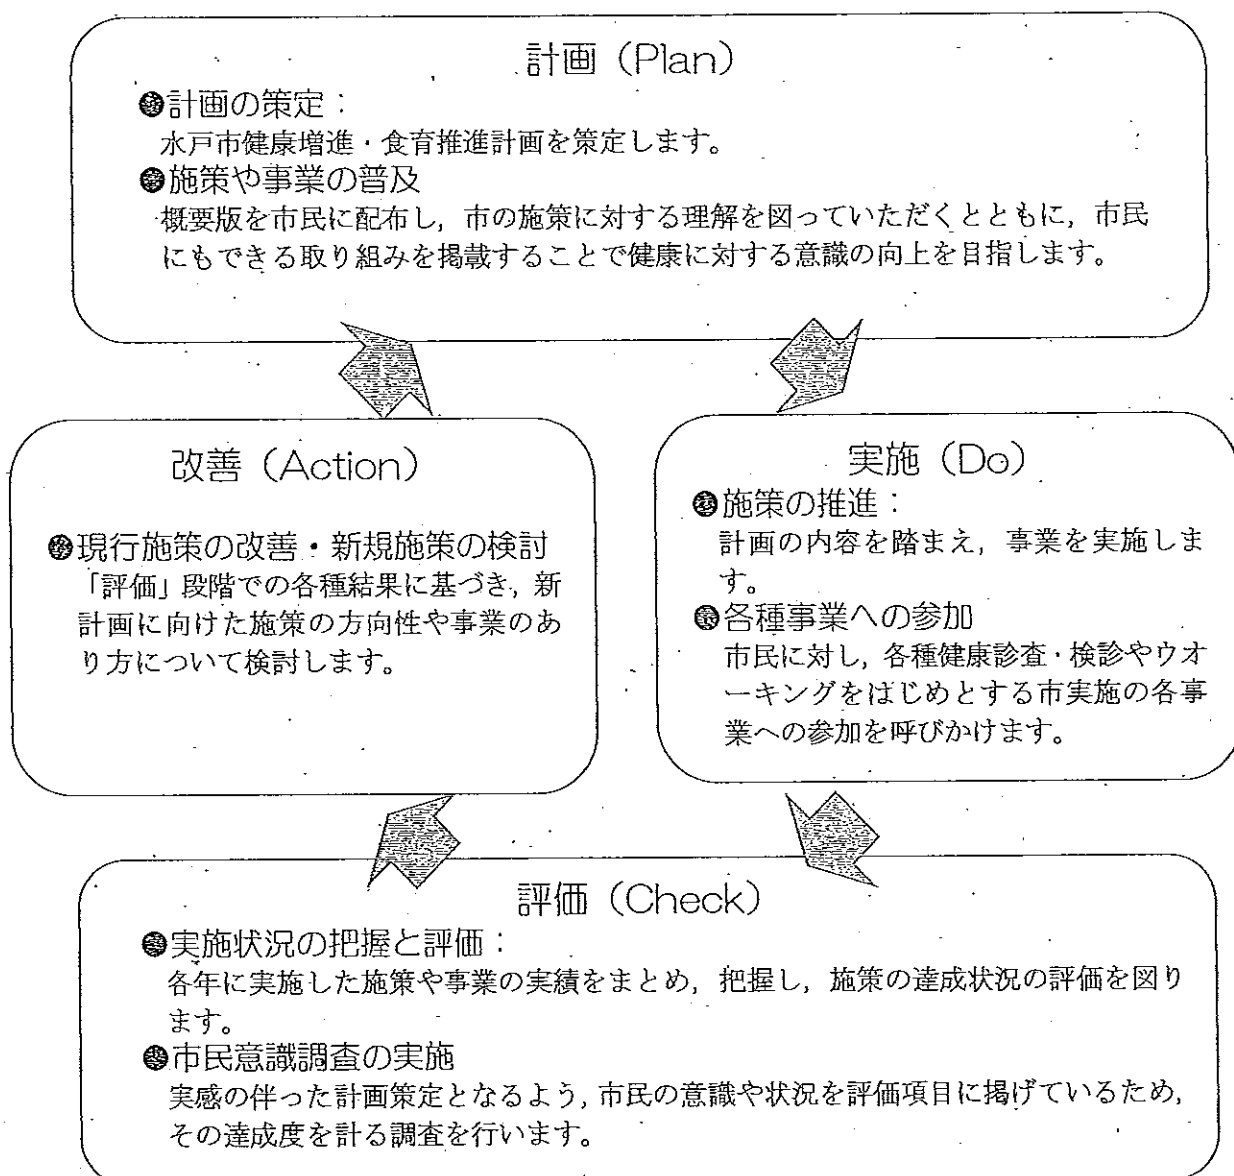 計画（Plan）
●計画の策定：
水戸市健康増進・食育推進計画を策定します。
●施策や事業の普及
概要版を市民に配布し，市の施策に対する理解を図っていただくとともに，市民
にもできる取り組みを掲載することで健康に対する意識の向上を目指します。
改善（Action）
●現行施策の改善・新規施策の検討
「評価」段階での各種結果に基づき，新
計画に向けた施策の方向性や事業のあ
り方について検討します。
実施（Do）
●施策の推進：
計画の内容を踏まえ，事業を実施しま
す。
●各種事業への参加
市民に対し，各種健康診査・検診やウオ
ーキングをはじめとする市実施の各事
業への参加を呼びかけます。
評価（Check）
●実施状況の把握と評価：
各年に実施した施策や事業の実績をまとめ，把握し，施策の達成状況の評価を図り
ます。
●市民意識調査の実施
実感の伴った計画策定となるよう，市民の意識や状況を評価項目に掲げているため，
その達成度を計る調査を行います。